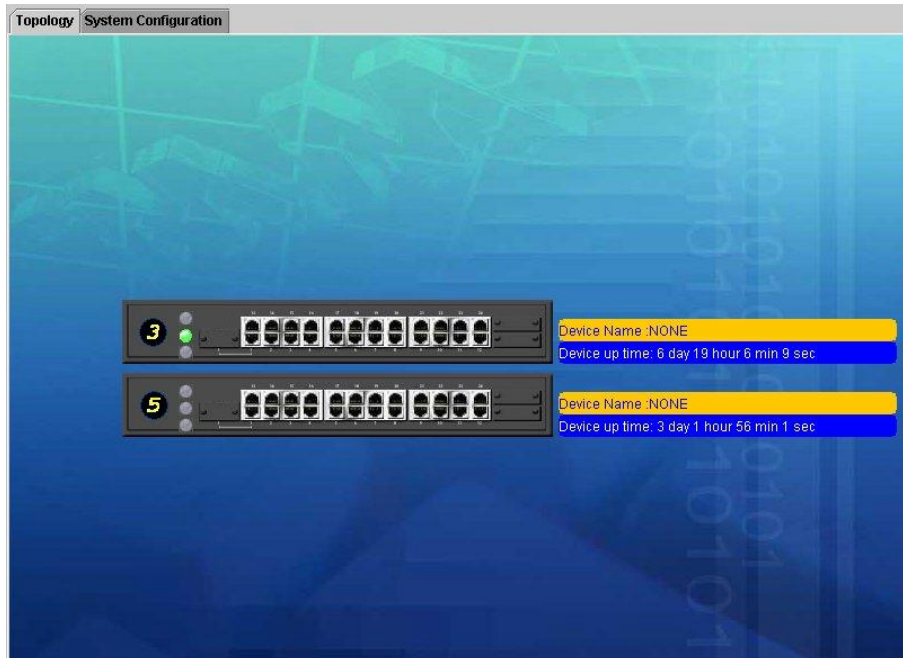 Topology System Configuration
3
Device Name :NONE
Device up time: 6 day 19 hour 6 min 9 sec
5
Device Name :NONE
Device up time: 3 day 1 hour 56 min 1 sec